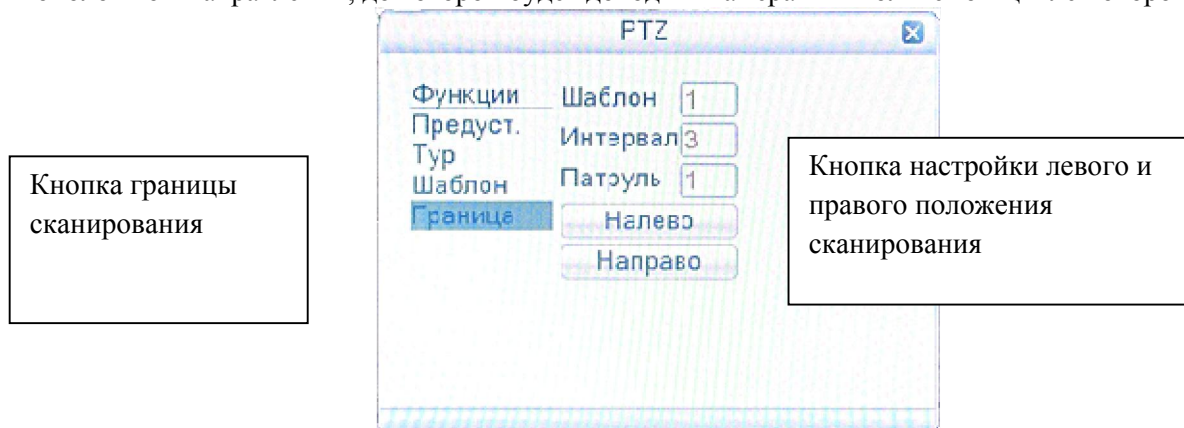 PTZ
Функции
Предуст.
Тур
Шаблон
Граница
Шаблон 1
Интервал 3
Патруль 1
Налево
Направо
Кнопка границы
сканирования
Кнопка настройки левого и
правого положения
сканирования